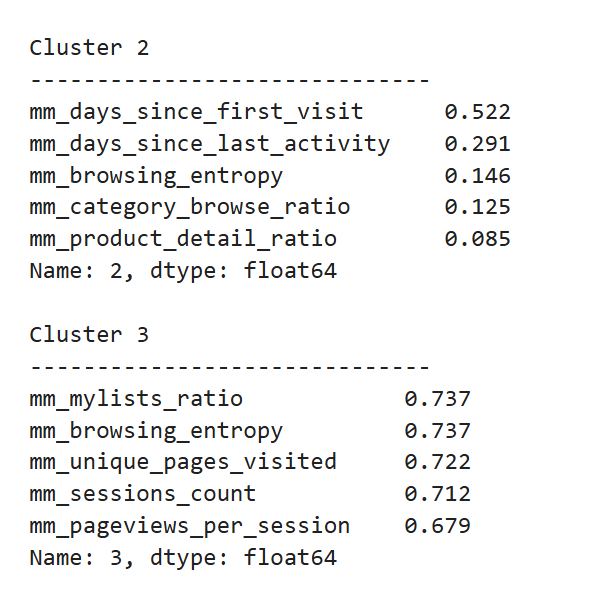 Cluster 2
------------------------------
mm_days_since_first_visit      0.522
mm_days_since_last_activity    0.291
mm_browsing_entropy            0.146
mm_category_browse_ratio       0.125
mm_product_detail_ratio        0.085
Name: 2, dtype: float64

Cluster 3
------------------------------
mm_mylists_ratio            0.737
mm_browsing_entropy         0.737
mm_unique_pages_visited     0.722
mm_sessions_count           0.712
mm_pageviews_per_session    0.679
Name: 3, dtype: float64